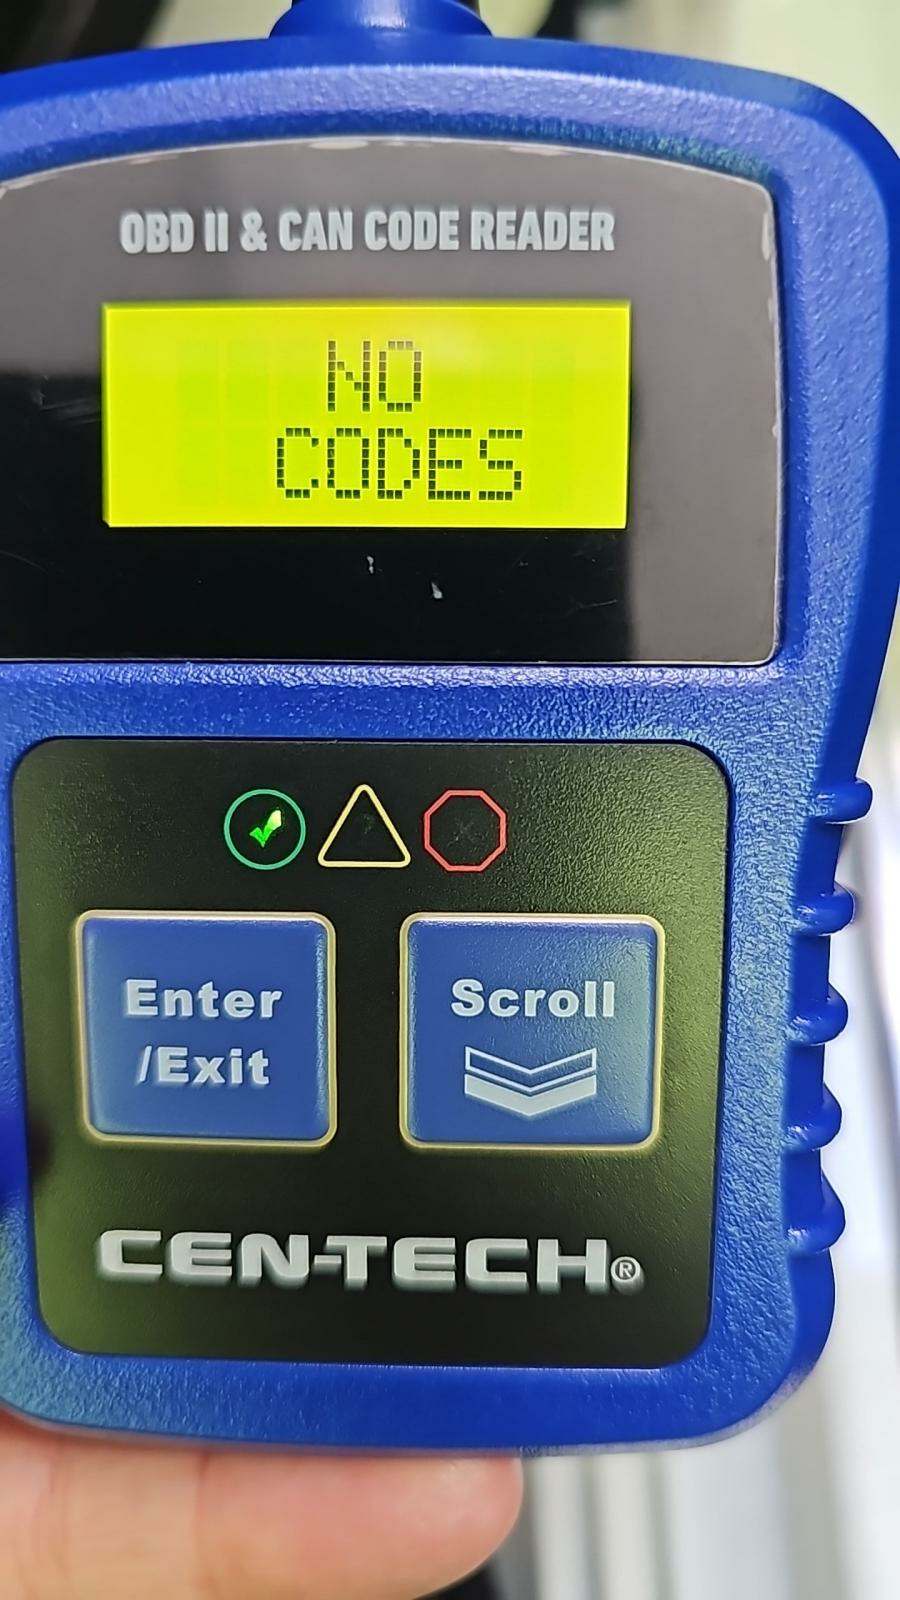 OBD II & CAN CODE READER
NO
CODES
Enter
/Exit
Scroll
CEN-TECH®